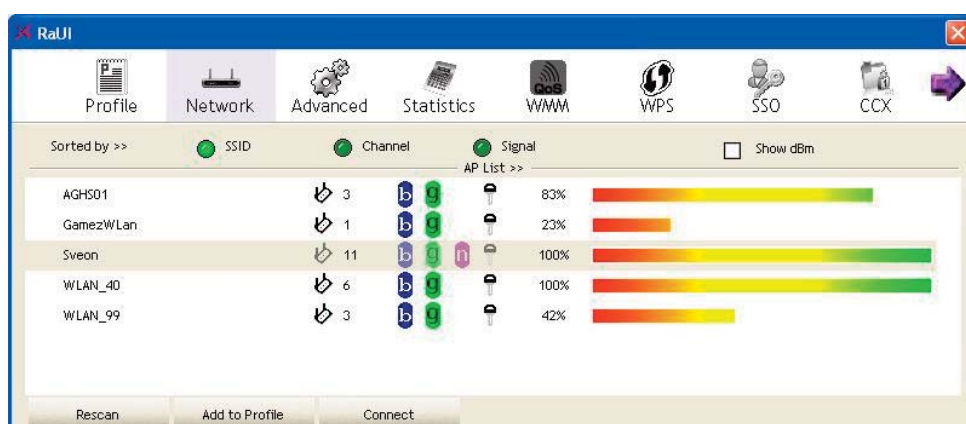 RaUI
Profile Network Advanced Statistics QoS WMM WPS SSO CCX
Sorted by >> SSID Channel Signal Show dBm
AP List >>
AGHS01 3 b g 83%
GamezWLan 1 b g 23%
Sveon 11 b g n 100%
WLAN_40 6 b g 100%
WLAN_99 3 b g 42%
Rescan Add to Profile Connect